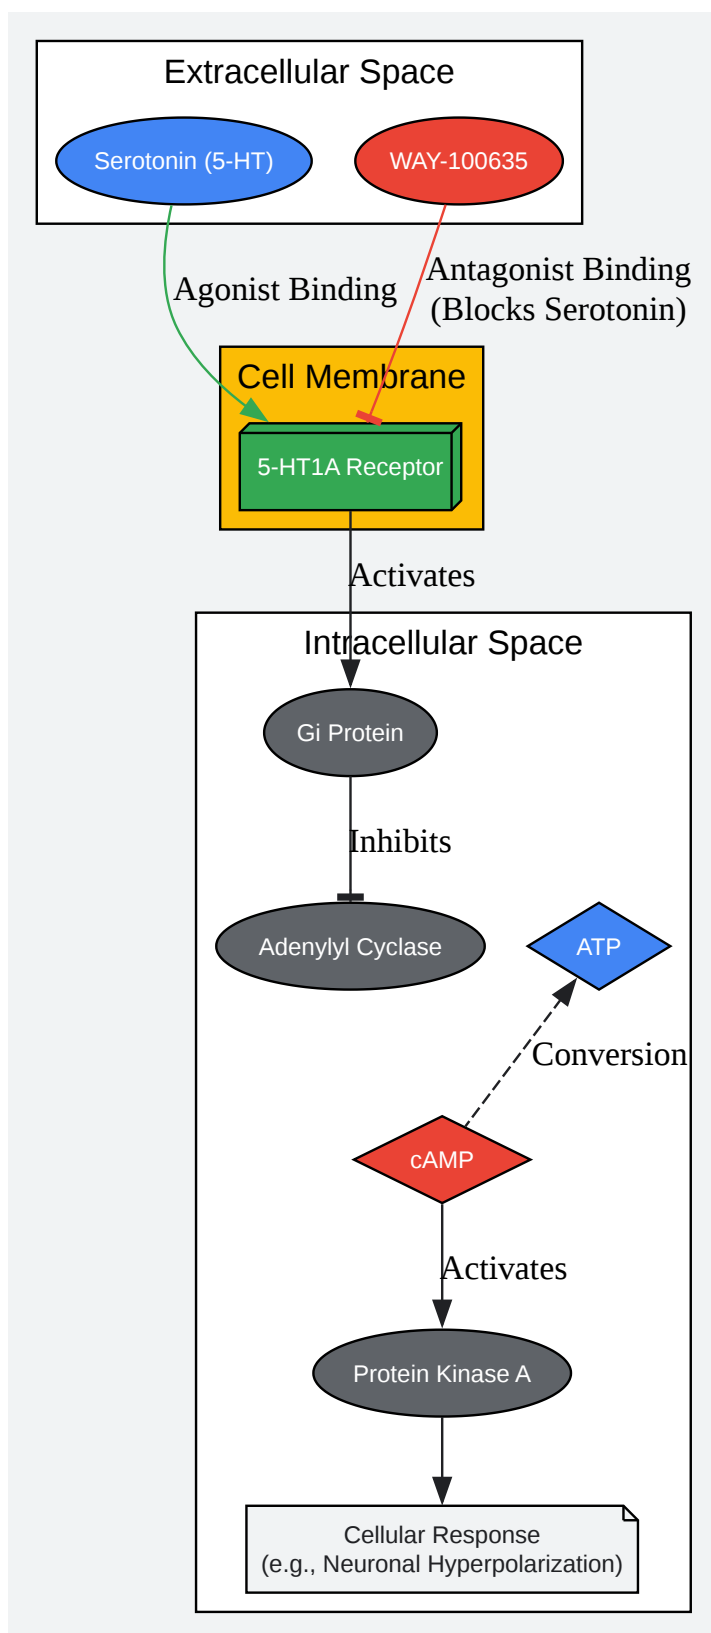 Extracellular Space
Serotonin (5-HT)
WAY-100635
Agonist Binding
Antagonist Binding
(Blocks Serotonin)
Cell Membrane
5-HT1A Receptor
Activates
Intracellular Space
Gi Protein
Inhibits
Adenylyl Cyclase
ATP
Conversion
cAMP
Activates
Protein Kinase A
Cellular Response
(e.g., Neuronal Hyperpolarization)